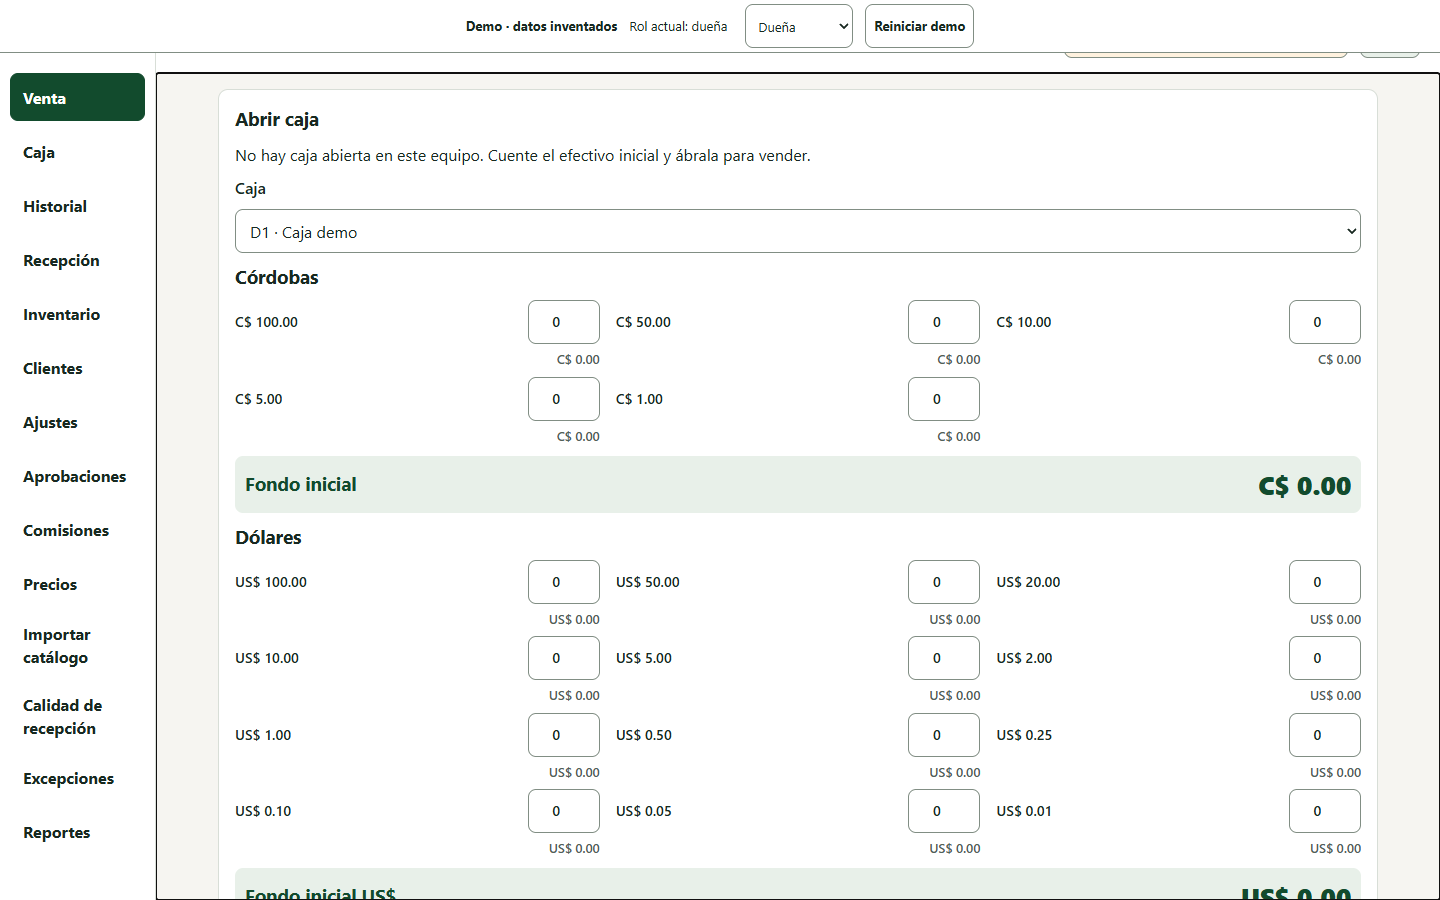 Demo · datos inventados Rol actual: dueña Dueña Reiniciar demo
Venta
Caja
Historial
Recepción
Inventario
Clientes
Ajustes
Aprobaciones
Comisiones
Precios
Importar
catálogo
Calidad de
recepción
Excepciones
Reportes
Abrir caja
No hay caja abierta en este equipo. Cuente el efectivo inicial y ábrala para vender.
Caja
D1 · Caja demo
Córdobas
C$ 100.00 0 C$ 50.00 0 C$ 10.00 0
C$ 0.00 C$ 0.00 C$ 0.00
C$ 5.00 0 C$ 1.00 0
C$ 0.00 C$ 0.00
Fondo inicial C$ 0.00
Dólares
US$ 100.00 0 US$ 50.00 0 US$ 20.00 0
US$ 0.00 US$ 0.00 US$ 0.00
US$ 10.00 0 US$ 5.00 0 US$ 2.00 0
US$ 0.00 US$ 0.00 US$ 0.00
US$ 1.00 0 US$ 0.50 0 US$ 0.25 0
US$ 0.00 US$ 0.00 US$ 0.00
US$ 0.10 0 US$ 0.05 0 US$ 0.01 0
US$ 0.00 US$ 0.00 US$ 0.00
Fondo inicial US$ US$ 0.00